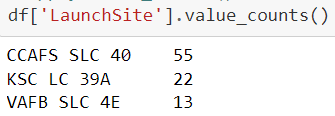 df['LaunchSite'].value_counts()
CCAFS SLC 40    55
KSC LC 39A      22
VAFB SLC 4E     13